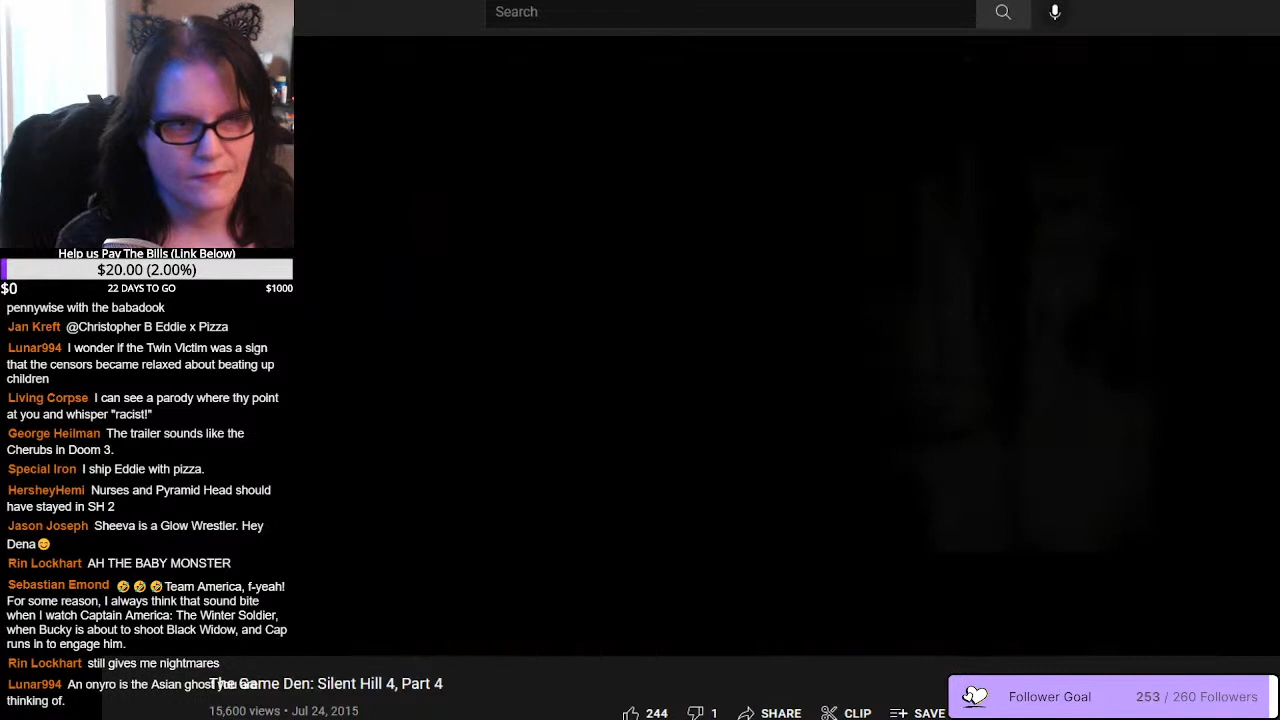 Search
Help us Pay The Bills (Link Below)
$20.00 (2.00%)
$0 22 DAYS TO GO $1000
pennywise with the babadook
Jan Kreft @Christopher B Eddie x Pizza
Lunar994 I wonder if the Twin Victim was a sign
that the censors became relaxed about beating up
children
Living Corpse I can see a parody where thy point
at you and whisper "racist!"
George Heilman The trailer sounds like the
Cherubs in Doom 3.
Special Iron I ship Eddie with pizza.
HersheyHemi Nurses and Pyramid Head should
have stayed in SH 2
Jason Joseph Sheeva is a Glow Wrestler. Hey
Dena😊
Rin Lockhart AH THE BABY MONSTER
Sebastian Emond 🤣🤣🤣Team America, f-yeah!
For some reason, I always think that sound bite
when I watch Captain America: The Winter Soldier,
when Bucky is about to shoot Black Widow, and Cap
runs in to engage him.
Rin Lockhart still gives me nightmares
Lunar994 An onyro is the Asian ghost you are
thinking of.
The Game Den: Silent Hill 4, Part 4
15,600 views • Jul 24, 2015
244 1 SHARE CLIP SAVE
Follower Goal 253 / 260 Followers